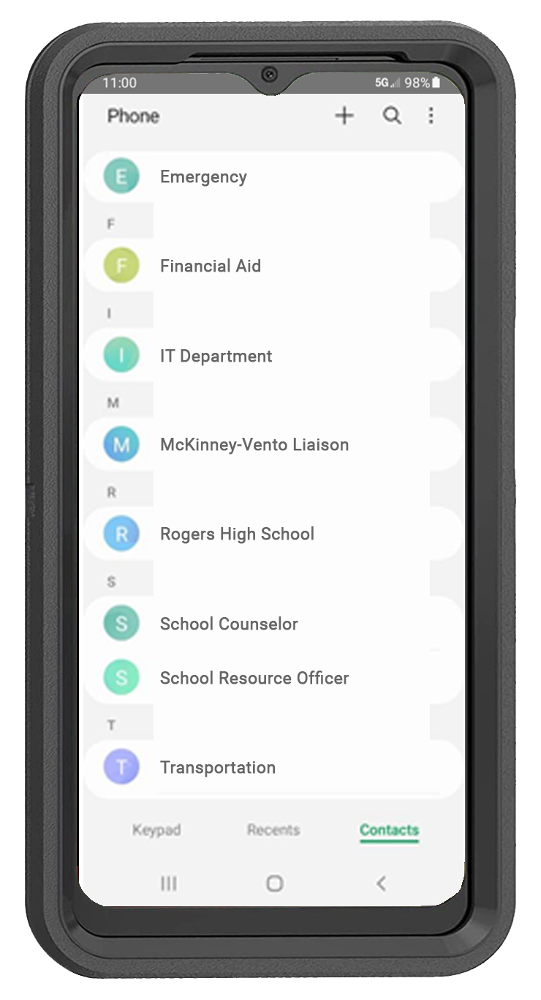 11:00 5G 98%
Phone
E Emergency
F
F Financial Aid
I
I IT Department
M
M McKinney-Vento Liaison
R
R Rogers High School
S
S School Counselor
S School Resource Officer
T
T Transportation
Keypad Recents Contacts